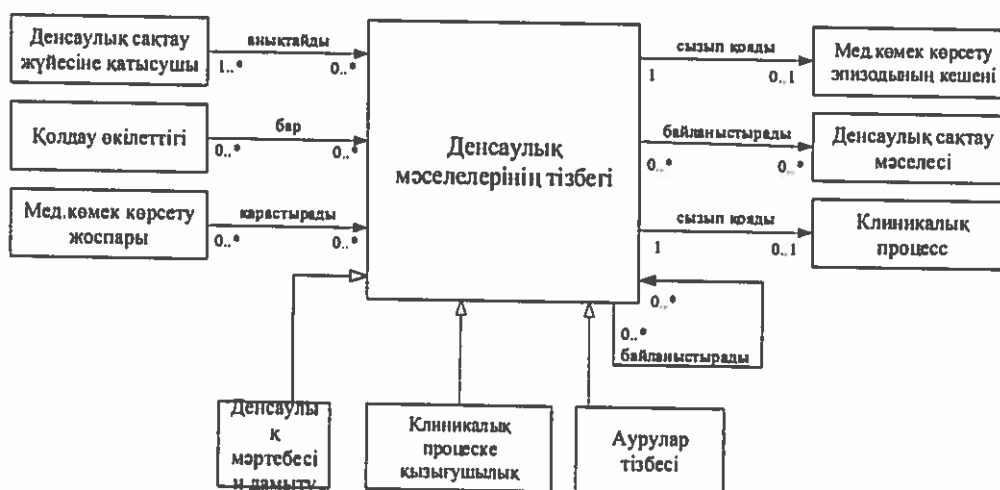 Денсаулық сақтау
жүйесіне қатысушы
анықтайды
1..*
0..*
Қолдау өкілеттігі
бар
0..*
0..*
Мед.көмек көрсету
жоспары
қарастырады
0..*
0..*
Денсаулық
мәселелерінің тізбегі
сызып қояды
1
0..1
Мед.көмек көрсету
эпизодының кешені
байланыстырады
0..*
0..*
Денсаулық сақтау
мәселесі
сызып қояды
1
0..1
Клиникалық
процесс
0..*
0..*
байланыстырады
Денсаулы
қ
мәртебесі
н дамыту
Клиникалық
процеске
қызығушылық
Аурулар
тізбесі